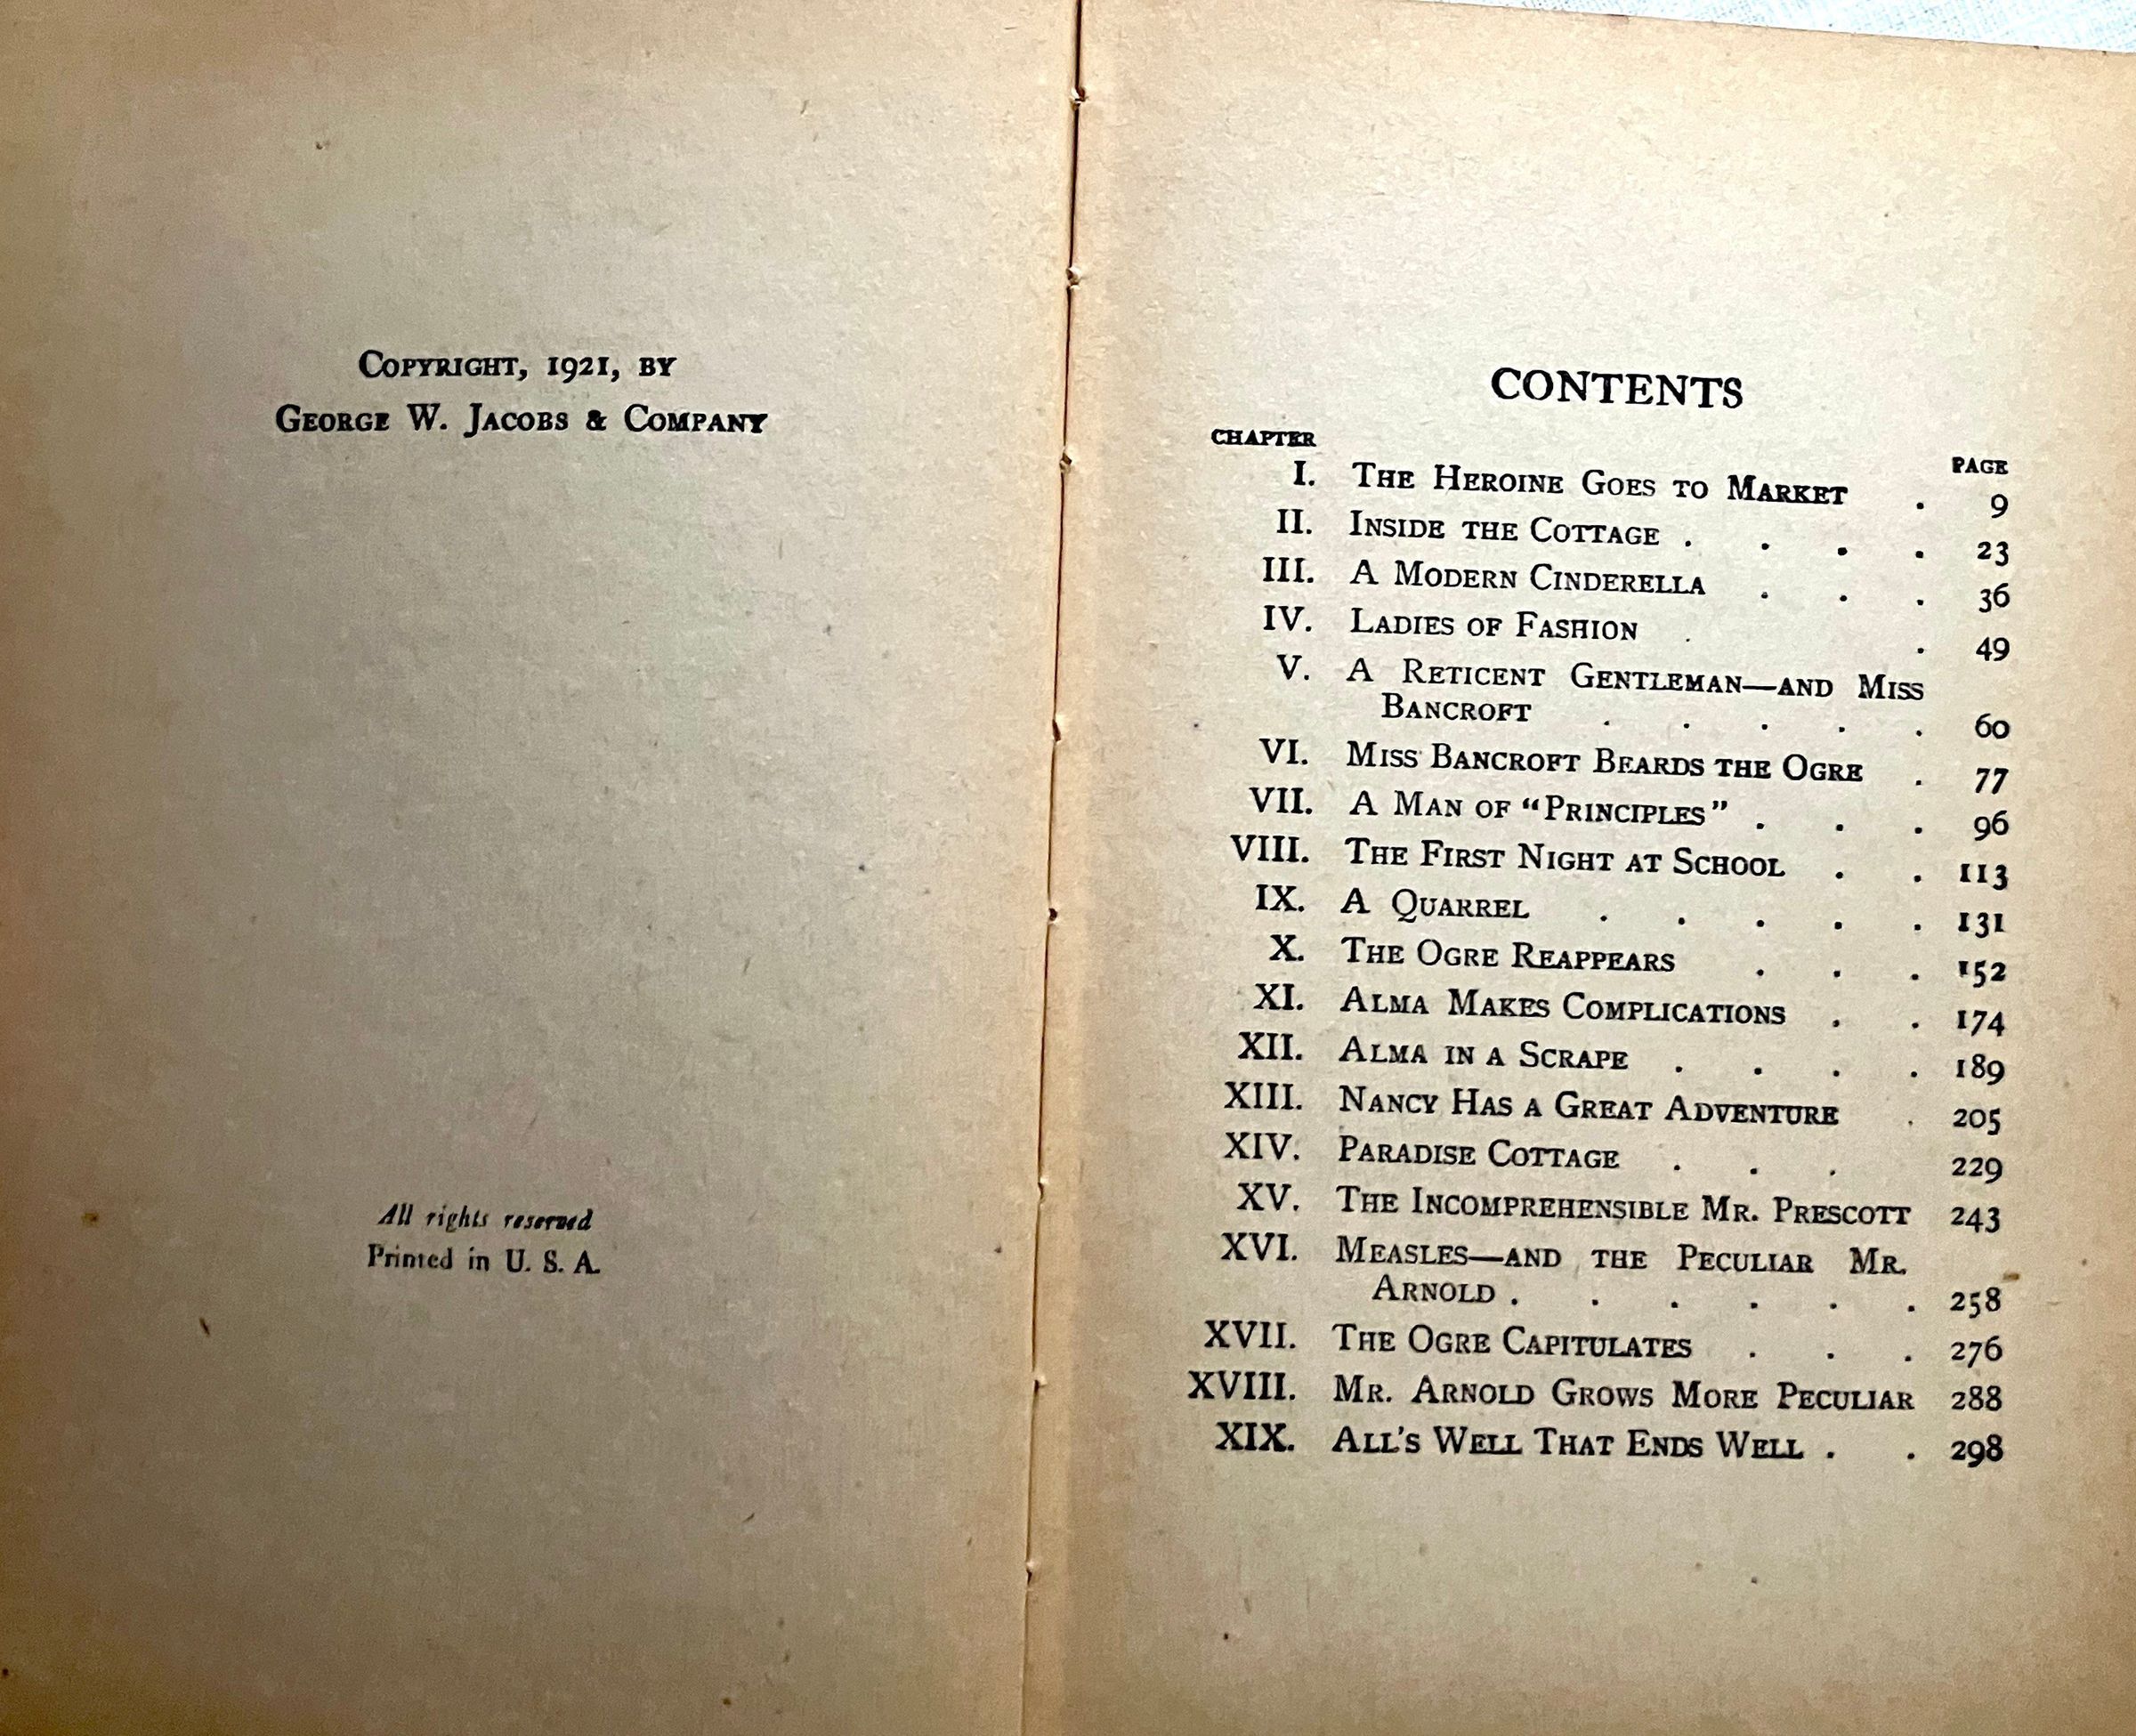 COPYRIGHT, 1921, BY
GEORGE W. JACOBS & COMPANY
All rights reserved
Printed in U. S. A.
CONTENTS
CHAPTER PAGE
I. THE HEROINE GOES TO MARKET . 9
II. INSIDE THE COTTAGE . . . . 23
III. A MODERN CINDERELLA . . . 36
IV. LADIES OF FASHION . . 49
V. A RETICENT GENTLEMAN—AND MISS
BANCROFT . . . . . 60
VI. MISS BANCROFT BEARDS THE OGRE . 77
VII. A MAN OF "PRINCIPLES" . . . 96
VIII. THE FIRST NIGHT AT SCHOOL . . 113
IX. A QUARREL . . . . . 131
X. THE OGRE REAPPEARS . . . 152
XI. ALMA MAKES COMPLICATIONS . . 174
XII. ALMA IN A SCRAPE . . . . 189
XIII. NANCY HAS A GREAT ADVENTURE . 205
XIV. PARADISE COTTAGE . . . 229
XV. THE INCOMPREHENSIBLE MR. PRESCOTT 243
XVI. MEASLES—AND THE PECULIAR MR.
ARNOLD . . . . . . 258
XVII. THE OGRE CAPITULATES . . . 276
XVIII. MR. ARNOLD GROWS MORE PECULIAR 288
XIX. ALL'S WELL THAT ENDS WELL . . 298